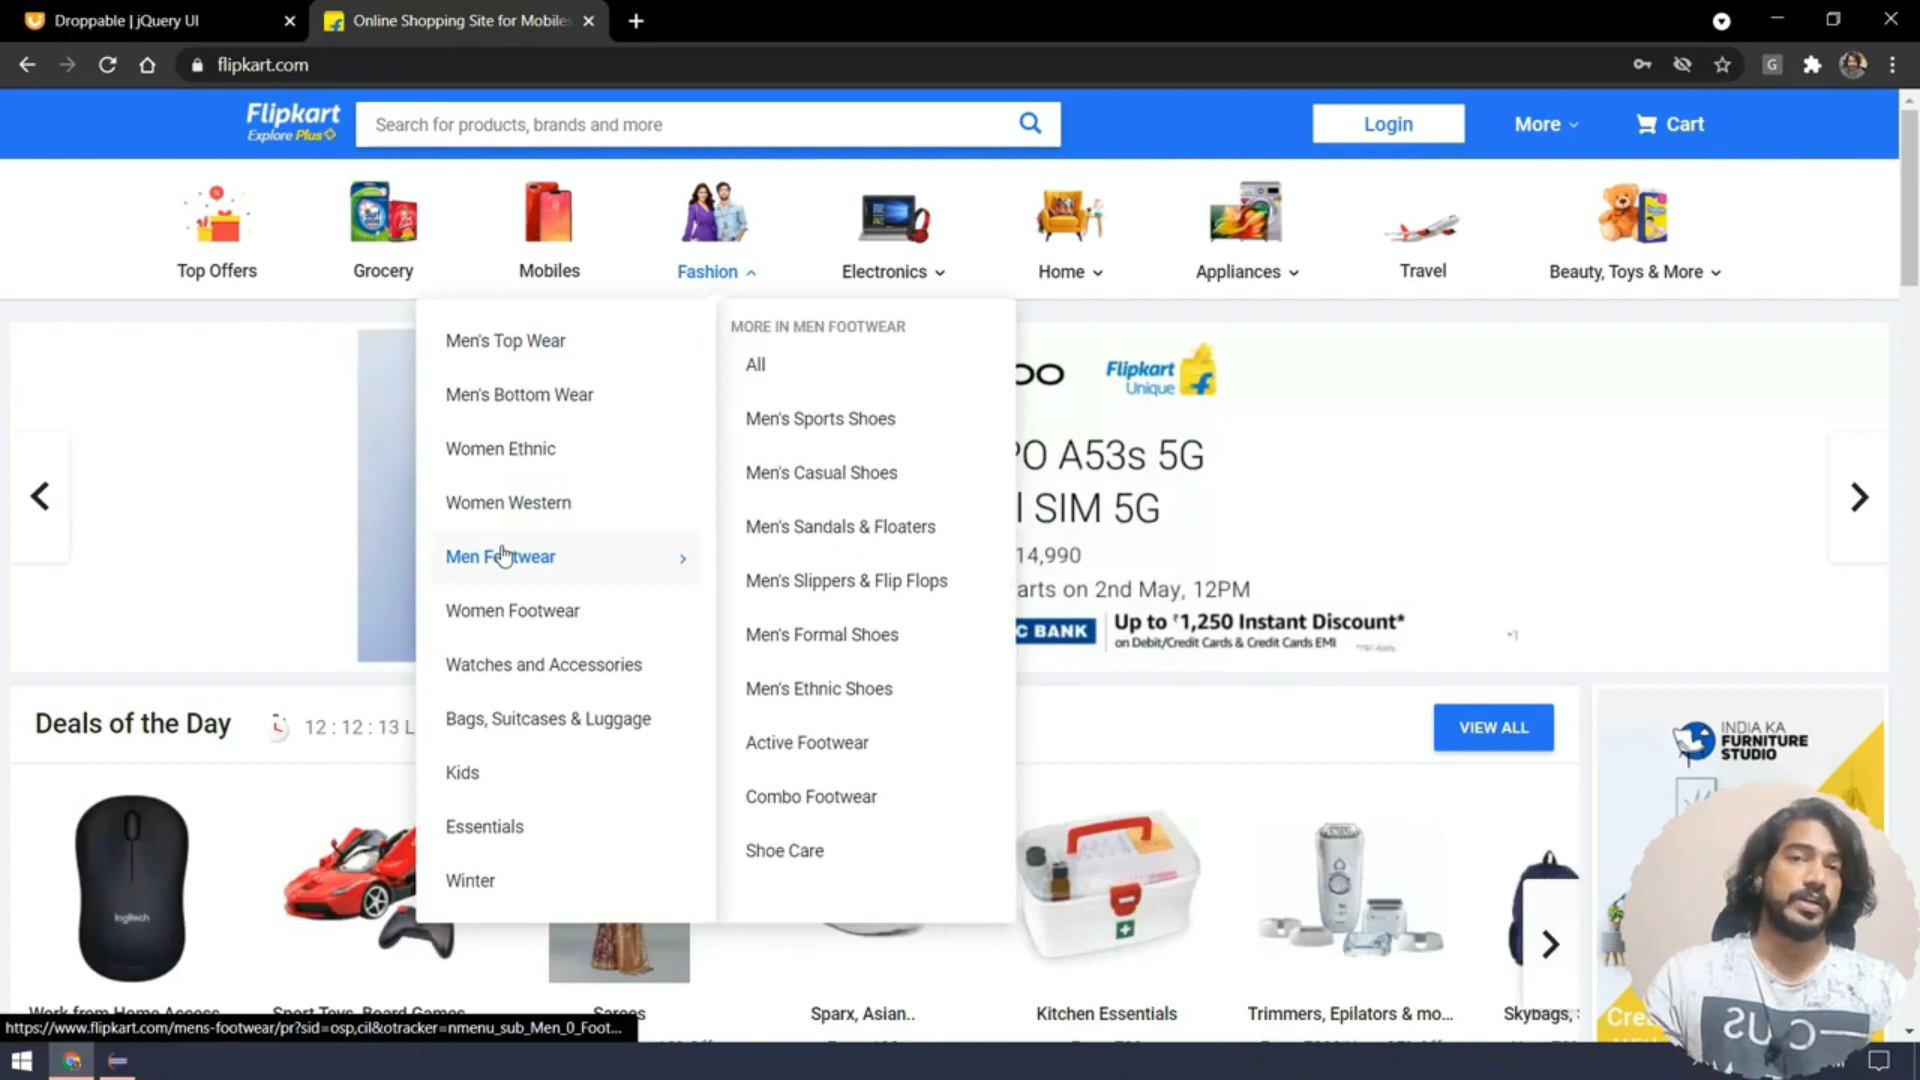 Droppable | jQuery UI
Online Shopping Site for Mobiles
flipkart.com
G
Flipkart
Explore Plus
Search for products, brands and more
Login
More
Cart
Top Offers
Grocery
Mobiles
Fashion
Electronics
Home
Appliances
Travel
Beauty, Toys & More
Men's Top Wear
Men's Bottom Wear
Women Ethnic
Women Western
Men Footwear
Women Footwear
Watches and Accessories
Bags, Suitcases & Luggage
Kids
Essentials
Winter
MORE IN MEN FOOTWEAR
All
Men's Sports Shoes
Men's Casual Shoes
Men's Sandals & Floaters
Men's Slippers & Flip Flops
Men's Formal Shoes
Men's Ethnic Shoes
Active Footwear
Combo Footwear
Shoe Care
Flipkart
Unique
PO A53s 5G
SIM 5G
14,990
arts on 2nd May, 12PM
C BANK
Up to ₹1,250 Instant Discount*
on Debit/Credit Cards & Credit Cards EMI
*T&C Apply
Deals of the Day
12 : 12 : 13 L
VIEW ALL
INDIA KA
FURNITURE
STUDIO
logitech
Work from Home Acces
Sport Toys, Board Games
Sarees
Sparx, Asian..
Kitchen Essentials
Trimmers, Epilators & mo...
Skybags,
Crea
https://www.flipkart.com/mens-footwear/pr?sid=osp,cil&otracker=nmenu_sub_Men_0_Foot...